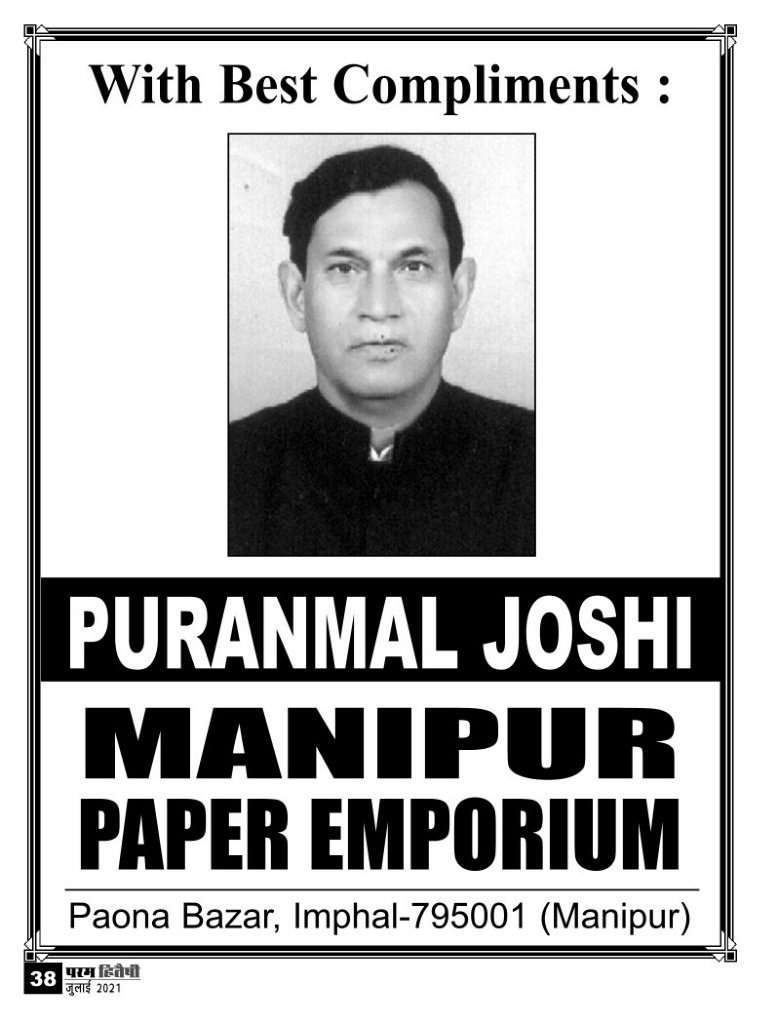 With Best Compliments :
PURANMAL JOSHI
MANIPUR
PAPER EMPORIUM
Paona Bazar, Imphal-795001 (Manipur)
38 परम हितैषी
जुलाई 2021